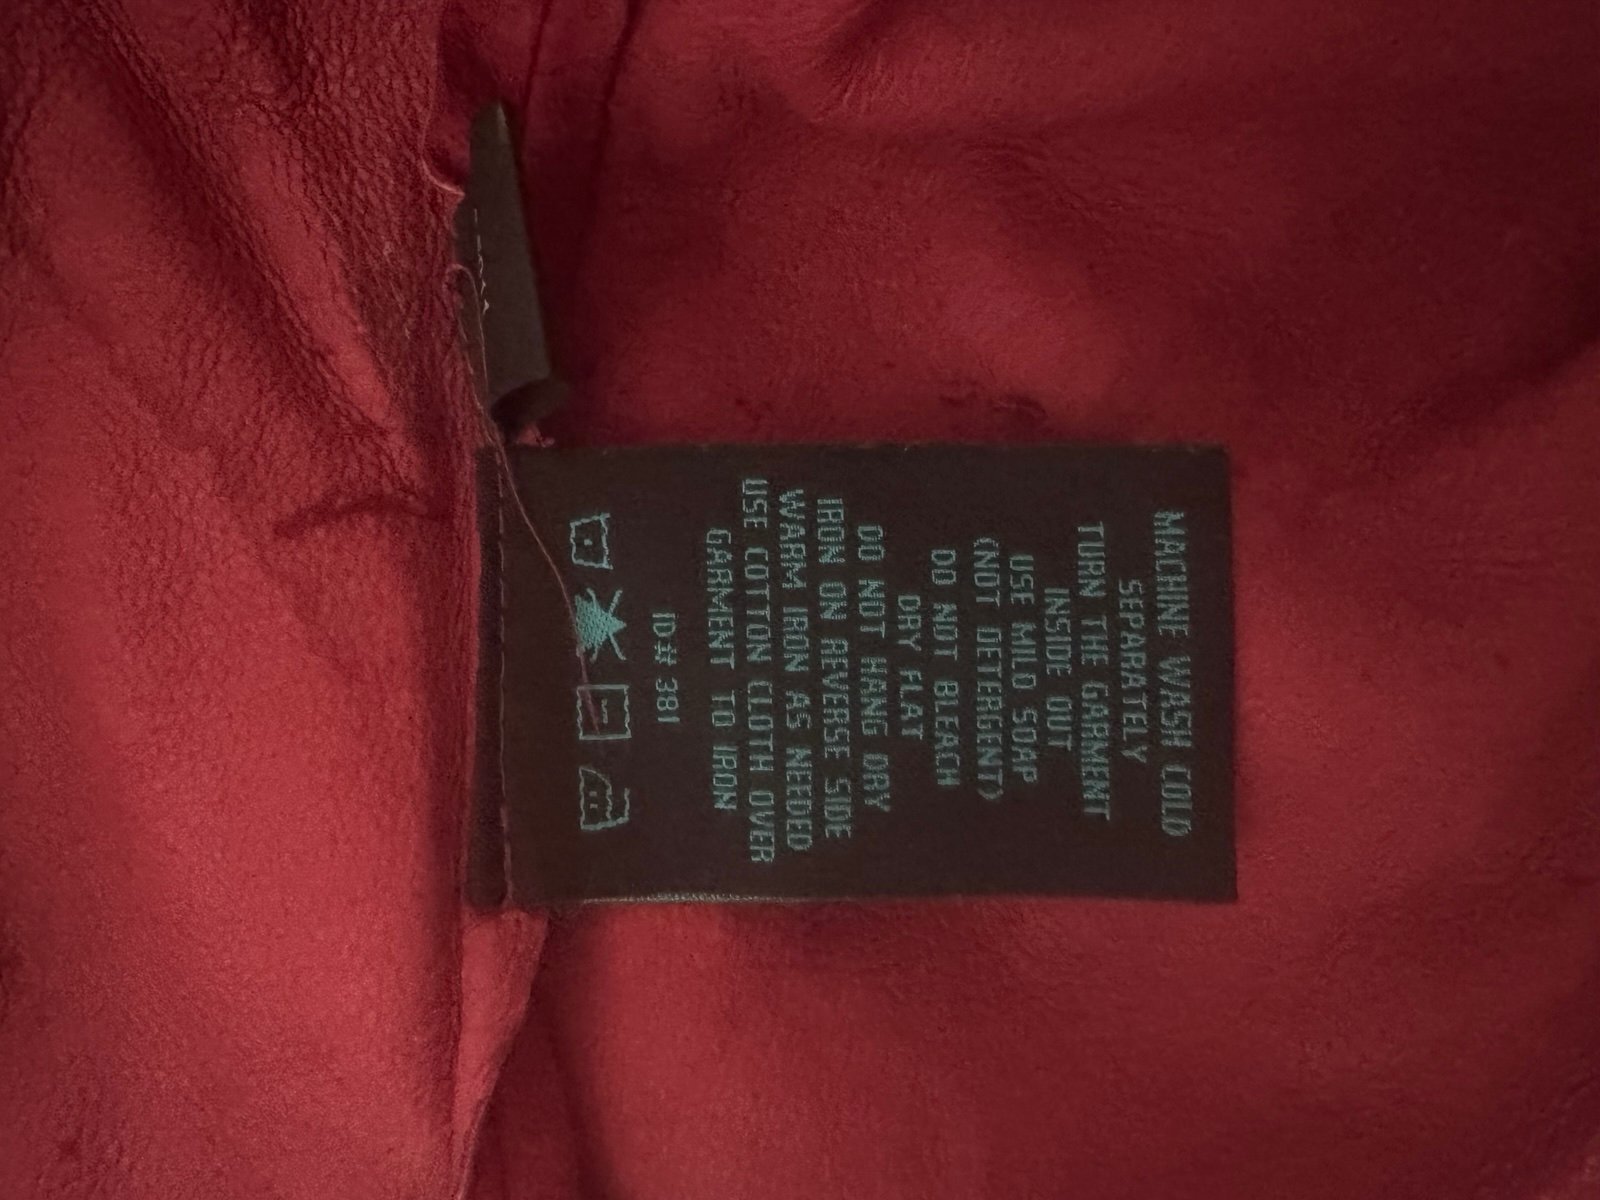 MACHINE WASH COLD
SEPARATELY
TURN THE GARMENT
INSIDE OUT
USE MILD SOAP
(NOT DETERGENT)
DO NOT BLEACH
DRY FLAT
DO NOT HANG DRY
IRON ON REVERSE SIDE
WARM IRON AS NEEDED
USE COTTON CLOTH OVER
GARMENT TO IRON
ID# 381